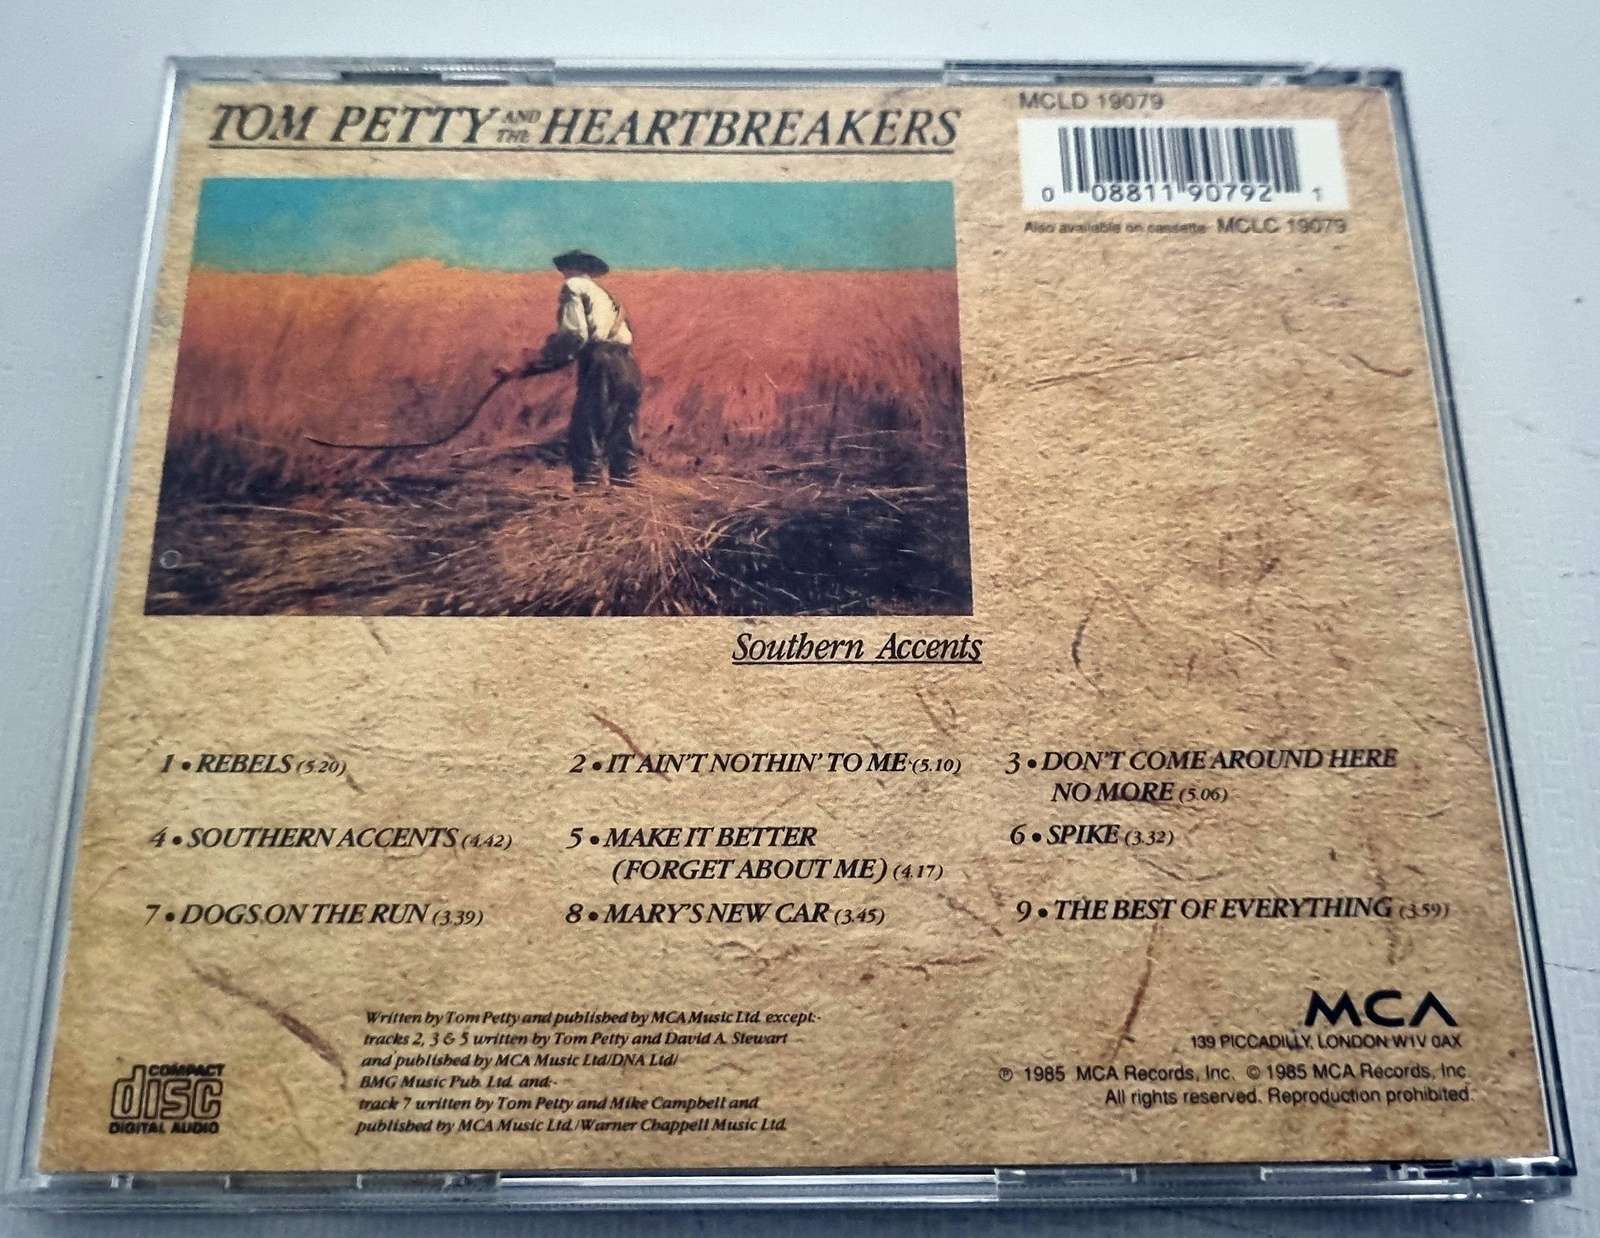 TOM PETTY AND THE HEARTBREAKERS
MCLD 19079
0 08811 90792 1
Also available on cassette MCLC 19079
Southern Accents
1 • REBELS (5.20)
2 • IT AIN'T NOTHIN' TO ME (5.10)
3 • DON'T COME AROUND HERE
NO MORE (5.06)
4 • SOUTHERN ACCENTS (4.42)
5 • MAKE IT BETTER
(FORGET ABOUT ME) (4.17)
6 • SPIKE (3.32)
7 • DOGS ON THE RUN (3.39)
8 • MARY'S NEW CAR (3.45)
9 • THE BEST OF EVERYTHING (3.59)
Written by Tom Petty and published by MCA Music Ltd. except:-
tracks 2, 3 & 5 written by Tom Petty and David A. Stewart
and published by MCA Music Ltd/DNA Ltd/
BMG Music Pub. Ltd. and:-
track 7 written by Tom Petty and Mike Campbell and
published by MCA Music Ltd./Warner Chappell Music Ltd.
COMPACT
disc
DIGITAL AUDIO
MCA
139 PICCADILLY, LONDON W1V 0AX
℗ 1985 MCA Records, Inc. © 1985 MCA Records, Inc.
All rights reserved. Reproduction prohibited.